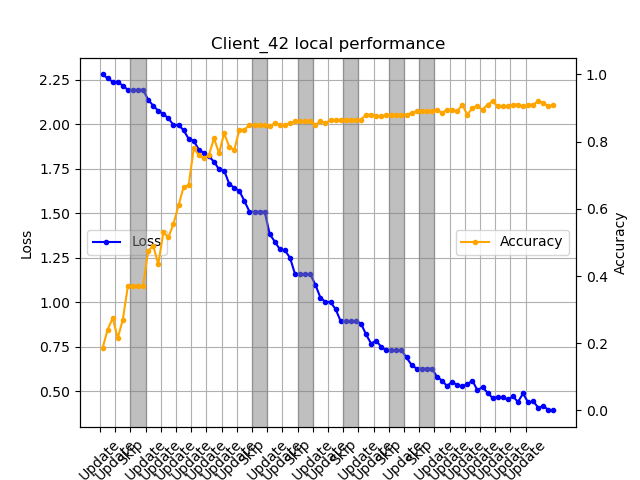 Client_42 local performance
Loss
2.25
2.00
1.75
1.50
1.25
1.00
0.75
0.50
Loss
Accuracy
1.0
0.8
0.6
0.4
0.2
0.0
Accuracy
Update
Update
Skip
Update
Update
Update
Update
Update
Update
Update
Skip
Update
Update
Skip
Update
Update
Skip
Update
Update
Skip
Update
Skip
Update
Update
Update
Update
Update
Update
Update